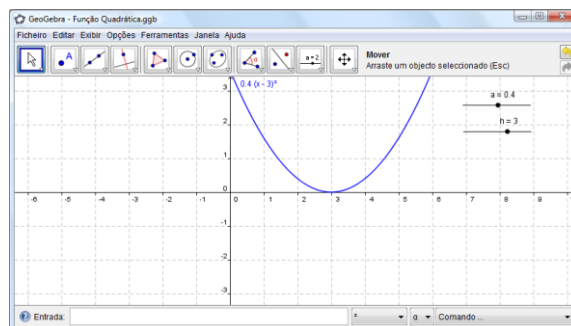 GeoGebra - Função Quadrática.ggb
Ficheiro Editar Exibir Opções Ferramentas Janela Ajuda
A
α
a = 2
Mover
Arraste um objecto seleccionado (Esc)
0.4 (x - 3)²
a = 0.4
h = 3
3
2
1
0
-6 -5 -4 -3 -2 -1 0 1 2 3 4 5 6 7 8 9
-1
-2
-3
Entrada:
² α Comando ...